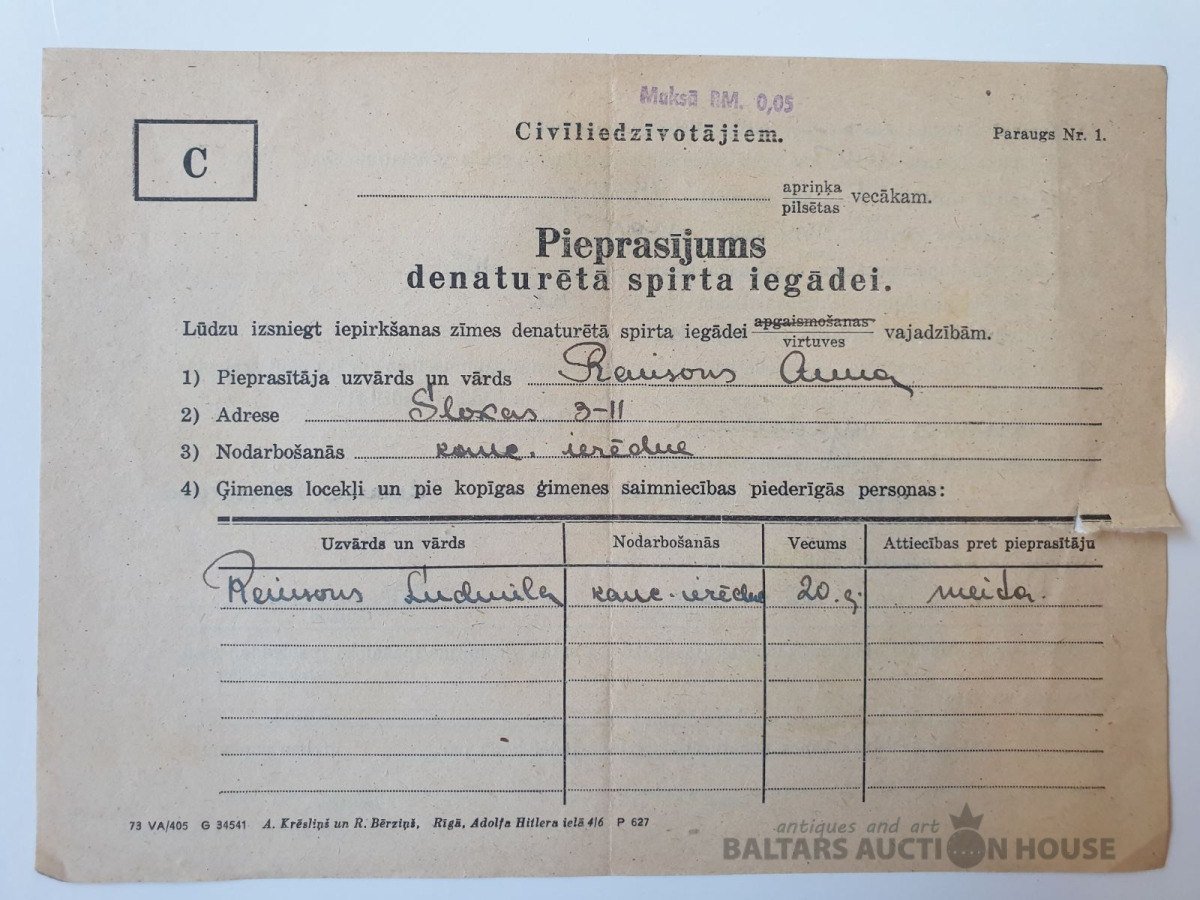 Maksā RM. 0,05
C
Civīliedzīvotājiem.
Paraugs Nr. 1.
apriņķa
pilsētas
vecākam.
Pieprasījums
denaturētā spirta iegādei.
Lūdzu izsniegt iepirkšanas zīmes denaturētā spirta iegādei apgaismošanas vajadzībām.
virtuves
1) Pieprasītāja uzvārds un vārds Reinsons Anna
2) Adrese Slokas 3-11
3) Nodarbošanās kanc. ierēdne
4) Ģimenes locekļi un pie kopīgas ģimenes saimniecības piederīgās personas:
Uzvārds un vārds Nodarbošanās Vecums Attiecības pret pieprasītāju
Reinsons Ludmila kanc. ierēdne 20.g. meida.
73 VA/405 G 34541 A. Krēsliņš un R. Bērziņš, Rīgā, Adolfa Hitlera ielā 4/6 P 627
antiques and art
BALTARS AUCTION HOUSE